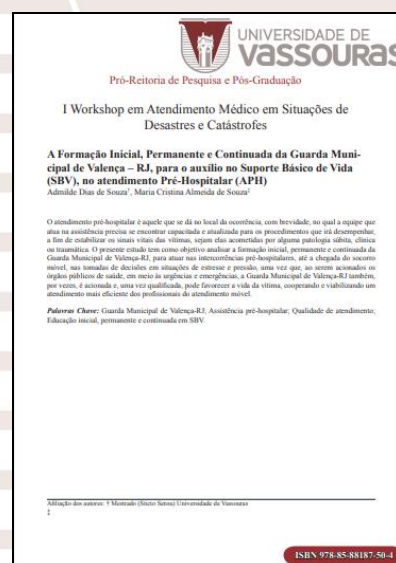 UNIVERSIDADE DE
vassouras
Pró-Reitoria de Pesquisa e Pós-Graduação
I Workshop em Atendimento Médico em Situações de
Desastres e Catástrofes
A Formação Inicial, Permanente e Continuada da Guarda Muni-
cipal de Valença – RJ, para o auxílio no Suporte Básico de Vida
(SBV), no atendimento Pré-Hospitalar (APH)
Admilde Dias de Souza¹, Maria Cristina Almeida de Souza²
O atendimento pré-hospitalar é aquele que se dá no local da ocorrência, com brevidade, no qual a equipe que
atua na assistência precisa se encontrar capacitada e atualizada para os procedimentos que irá desempenhar,
a fim de estabilizar os sinais vitais das vítimas, sejam elas acometidas por alguma patologia súbita, clínica
ou traumática. O presente estudo tem como objetivo analisar a formação inicial, permanente e continuada da
Guarda Municipal de Valença-RJ, para atuar nas intercorrências pré-hospitalares, até a chegada do socorro
móvel, nas tomadas de decisões em situações de estresse e pressão, uma vez que, ao serem acionados os
órgãos públicos de saúde, em meio às urgências e emergências, a Guarda Municipal de Valença-RJ também,
por vezes, é acionada e, uma vez qualificada, pode favorecer a vida da vítima, cooperando e viabilizando um
atendimento mais eficiente dos profissionais do atendimento móvel.
Palavras Chave: Guarda Municipal de Valença-RJ; Assistência pré-hospitalar; Qualidade de atendimento;
Educação inicial, permanente e continuada em SBV.
Afiliação dos autores: † Mestrado (Stricto Sensu) Universidade de Vassouras
‡
ISBN 978-85-88187-50-4